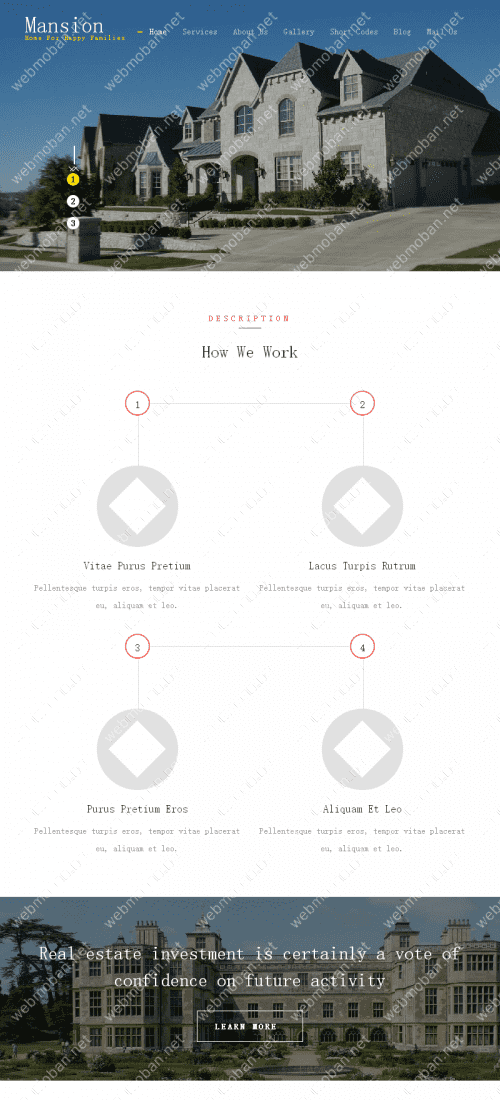 Mansion
Home For Happy Families
Home Services About Us Gallery Short Codes Blog Mail Us
1
2
3
DESCRIPTION
How We Work
1 2
Vitae Purus Pretium Lacus Turpis Rutrum
Pellentesque turpis eros, tempor vitae placerat Pellentesque turpis eros, tempor vitae placerat
eu, aliquam et leo. eu, aliquam et leo.
3 4
Purus Pretium Eros Aliquam Et Leo
Pellentesque turpis eros, tempor vitae placerat Pellentesque turpis eros, tempor vitae placerat
eu, aliquam et leo. eu, aliquam et leo.
Real estate investment is certainly a vote of
confidence on future activity
LEARN MORE
webmoban.net